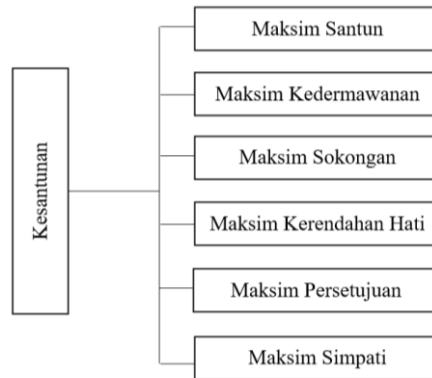 Kesantunan
Maksim Santun
Maksim Kedermawanan
Maksim Sokongan
Maksim Kerendahan Hati
Maksim Persetujuan
Maksim Simpati